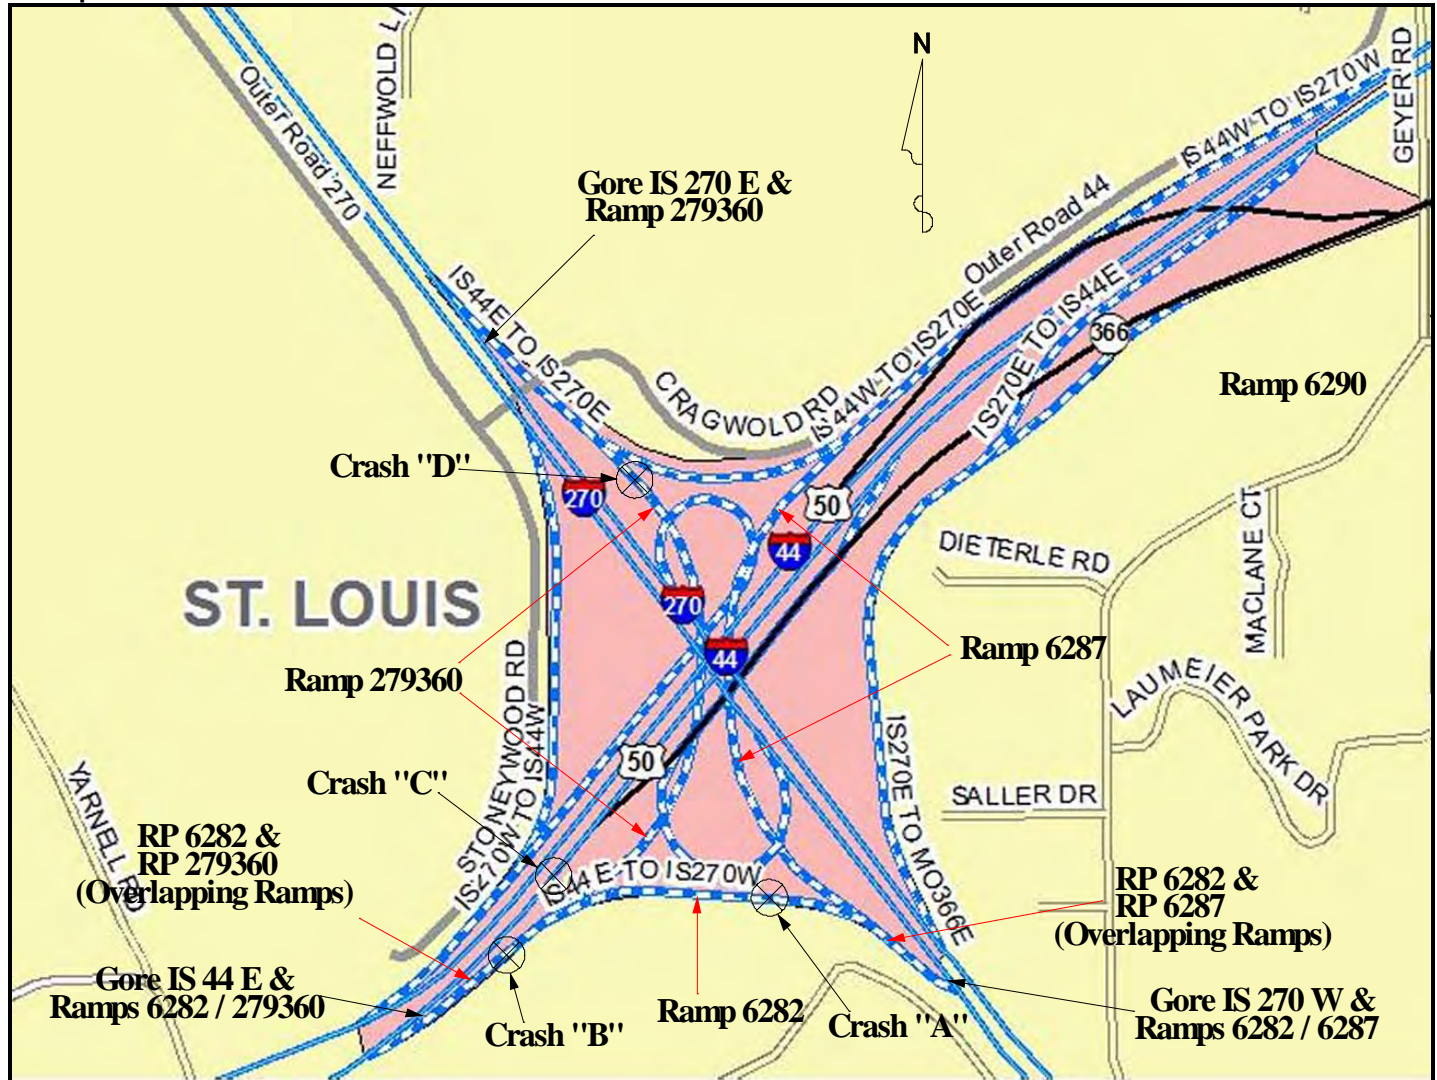 N
NEFFWOLD L
Outer Road 270
Gore IS 270 E &
Ramp 279360
IS44W TO IS270W
GEYER RD
Outer Road 44
IS44E TO IS270E
CRAGWOLD RD
IS44W TO IS270E
IS270E TO IS44E
366
Ramp 6290
Crash "D"
270
50
44
DIETERLE RD
MACLANE CT
ST. LOUIS
270
44
Ramp 6287
Ramp 279360
LAUMEIER PARK DR
STONEYWOOD RD
IS270W TO IS44W
50
IS270E TO MO366E
Crash "C"
SALLER DR
YARNELL RD
RP 6282 &
RP 279360
(Overlapping Ramps)
IS44 E TO IS270W
RP 6282 &
RP 6287
(Overlapping Ramps)
Gore IS 44 E &
Ramps 6282 / 279360
Crash "B"
Ramp 6282
Crash "A"
Gore IS 270 W &
Ramps 6282 / 6287